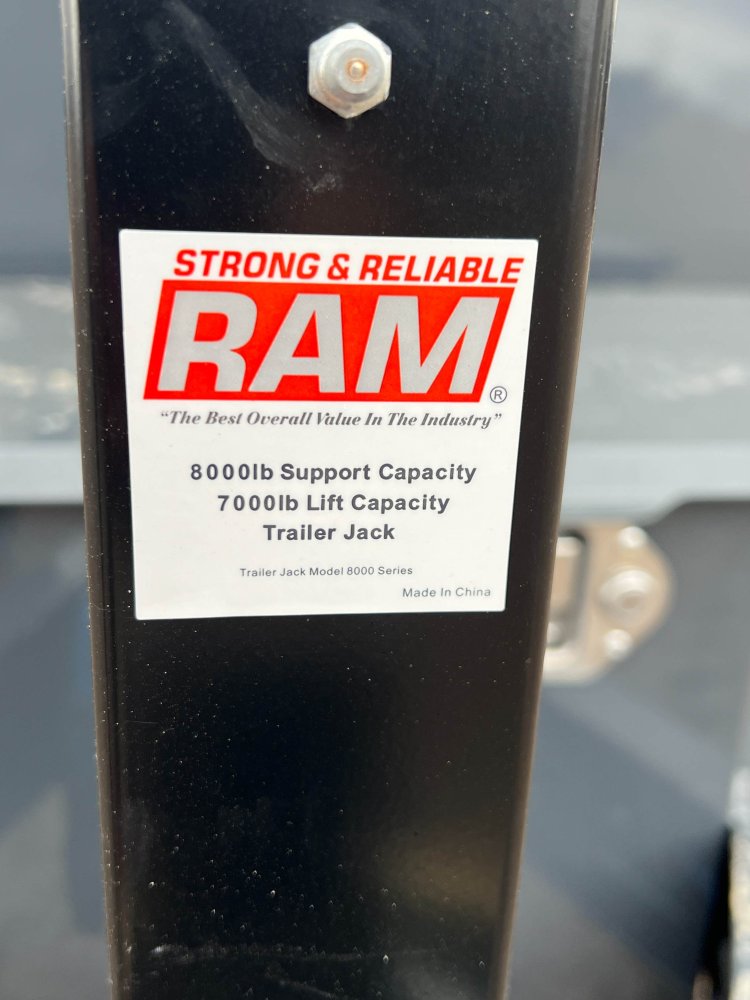 STRONG & RELIABLE
RAM®
"The Best Overall Value In The Industry"
8000lb Support Capacity
7000lb Lift Capacity
Trailer Jack
Trailer Jack Model 8000 Series
Made In China